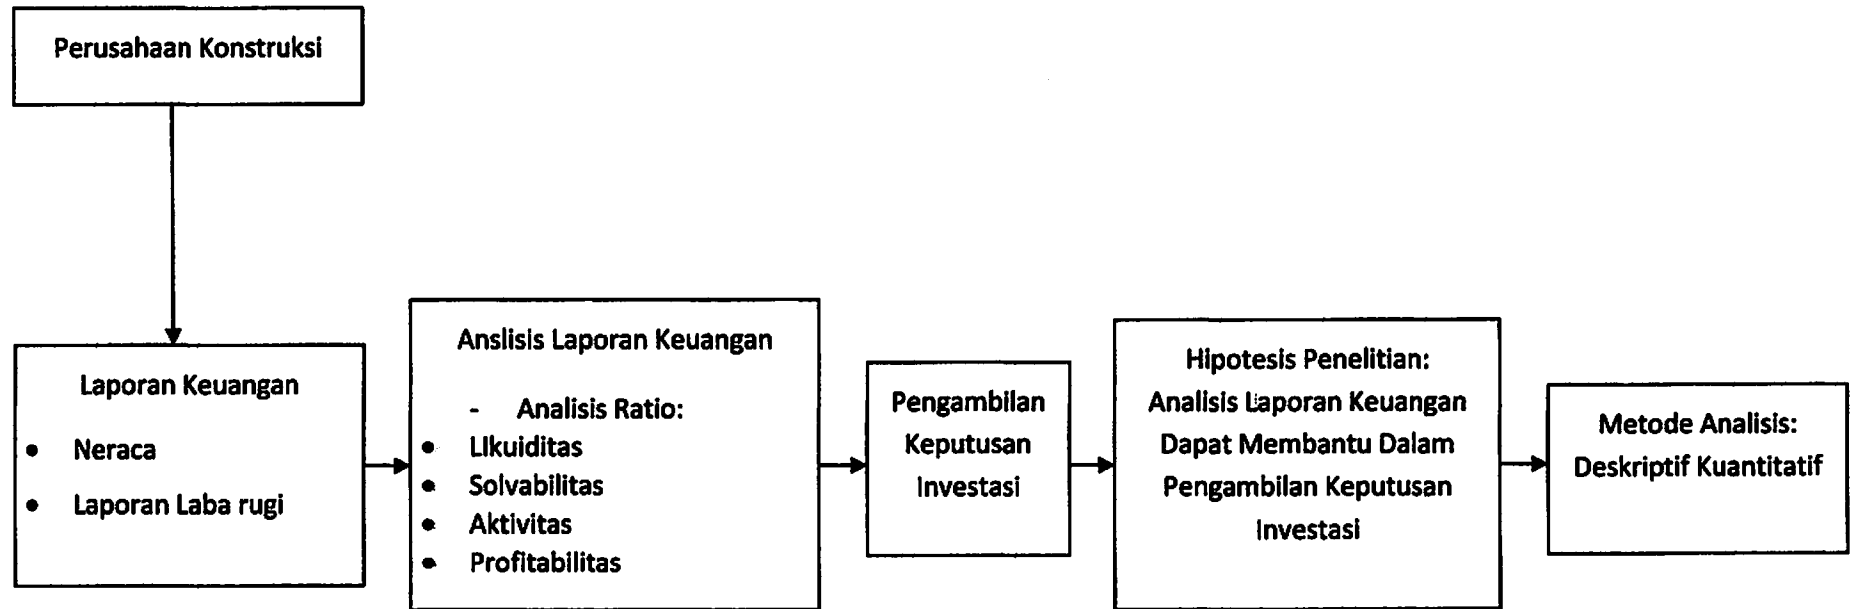 Perusahaan Konstruksi
Laporan Keuangan
• Neraca
• Laporan Laba rugi
Anslisis Laporan Keuangan
- Analisis Ratio:
• LIkuiditas
• Solvabilitas
• Aktivitas
• Profitabilitas
Pengambilan
Keputusan
Investasi
Hipotesis Penelitian:
Analisis Laporan Keuangan
Dapat Membantu Dalam
Pengambilan Keputusan
Investasi
Metode Analisis:
Deskriptif Kuantitatif